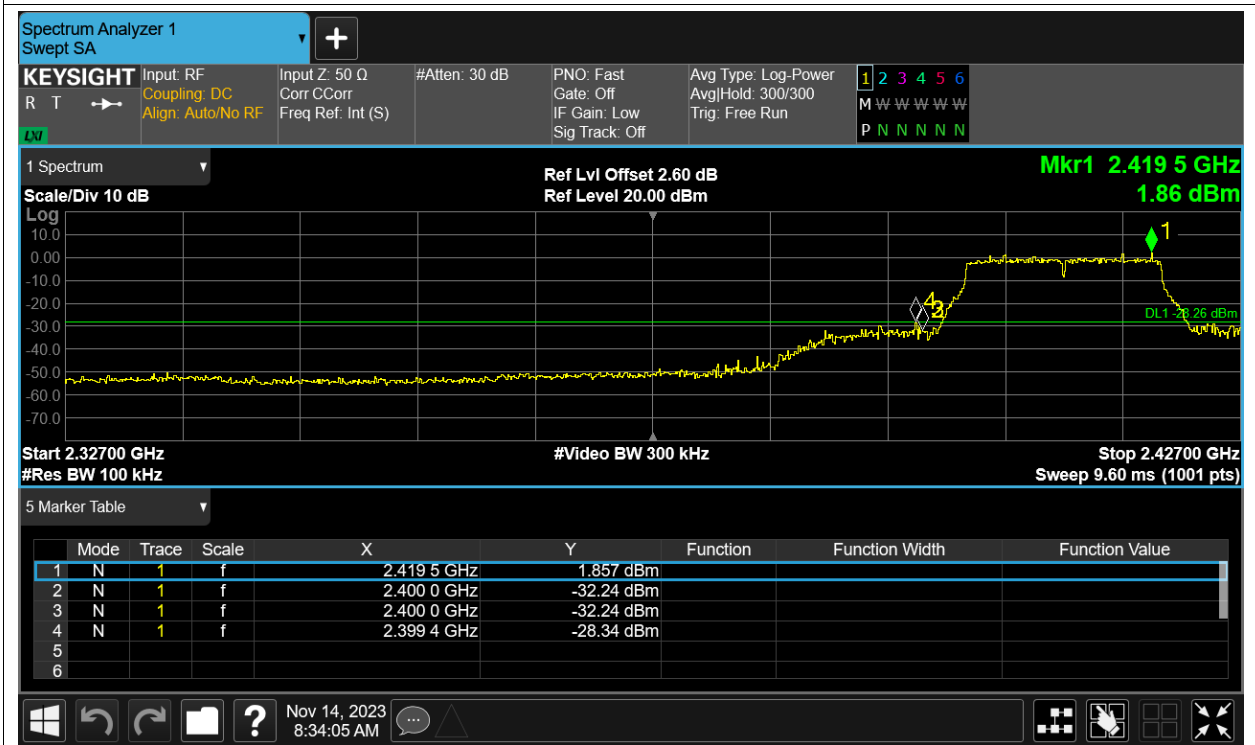 Spectrum Analyzer 1
Swept SA
KEYSIGHT
R T
LXI
Input: RF
Coupling: DC
Align: Auto/No RF
Input Z: 50 Ω
Corr CCorr
Freq Ref: Int (S)
#Atten: 30 dB
PNO: Fast
Gate: Off
IF Gain: Low
Sig Track: Off
Avg Type: Log-Power
Avg|Hold: 300/300
Trig: Free Run
1 2 3 4 5 6
M W W W W W
P N N N N N
1 Spectrum
Scale/Div 10 dB
Ref Lvl Offset 2.60 dB
Ref Level 20.00 dBm
Mkr1 2.419 5 GHz
1.86 dBm
Log
10.0
0.00
-10.0
-20.0
-30.0
-40.0
-50.0
-60.0
-70.0
1
4
DL1 -28.26 dBm
Start 2.32700 GHz
#Video BW 300 kHz
Stop 2.42700 GHz
#Res BW 100 kHz
Sweep 9.60 ms (1001 pts)
5 Marker Table
Mode Trace Scale X Y Function Function Width Function Value
1 N 1 f 2.419 5 GHz 1.857 dBm
2 N 1 f 2.400 0 GHz -32.24 dBm
3 N 1 f 2.400 0 GHz -32.24 dBm
4 N 1 f 2.399 4 GHz -28.34 dBm
5
6
?
Nov 14, 2023
8:34:05 AM